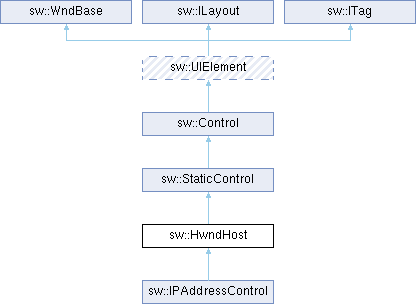 sw::WndBase sw::ILayout sw::ITag
sw::UIElement
sw::Control
sw::StaticControl
sw::HwndHost
sw::IPAddressControl